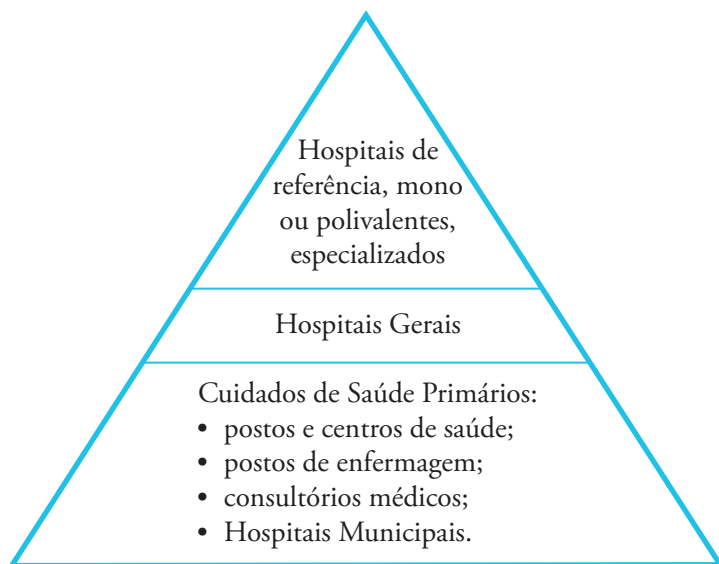 Hospitais de
referência, mono
ou polivalentes,
especializados
Hospitais Gerais
Cuidados de Saúde Primários:
• postos e centros de saúde;
• postos de enfermagem;
• consultórios médicos;
• Hospitais Municipais.